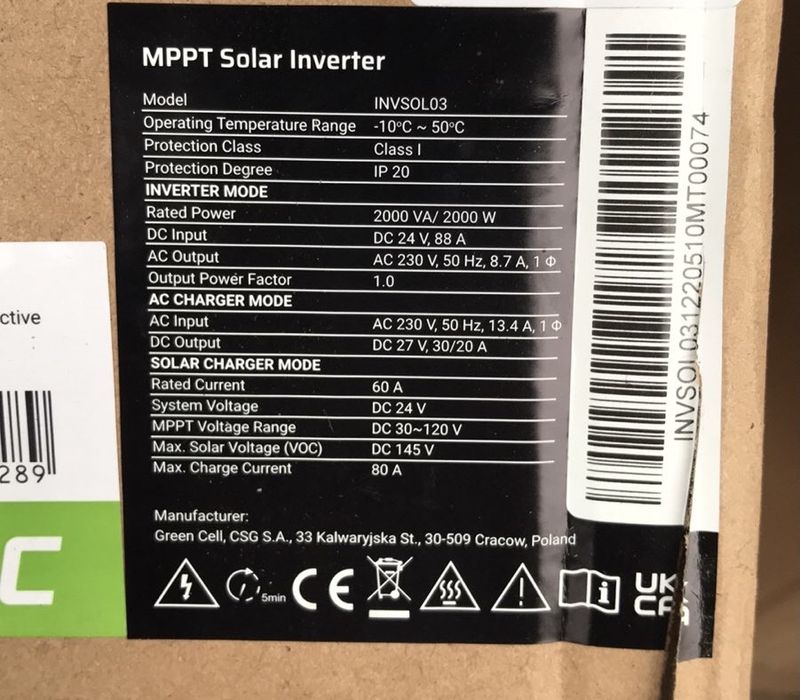 MPPT Solar Inverter
Model INVSOL03
Operating Temperature Range -10°C ~ 50°C
Protection Class Class I
Protection Degree IP 20
INVERTER MODE
Rated Power 2000 VA/ 2000 W
DC Input DC 24 V, 88 A
AC Output AC 230 V, 50 Hz, 8.7 A, 1 Φ
Output Power Factor 1.0
AC CHARGER MODE
AC Input AC 230 V, 50 Hz, 13.4 A, 1 Φ
DC Output DC 27 V, 30/20 A
SOLAR CHARGER MODE
Rated Current 60 A
System Voltage DC 24 V
MPPT Voltage Range DC 30~120 V
Max. Solar Voltage (VOC) DC 145 V
Max. Charge Current 80 A
Manufacturer:
Green Cell, CSG S.A., 33 Kalwaryjska St., 30-509 Cracow, Poland
5min CE i UK
CA
INVSOL031220510MT00074
ctive
289
C